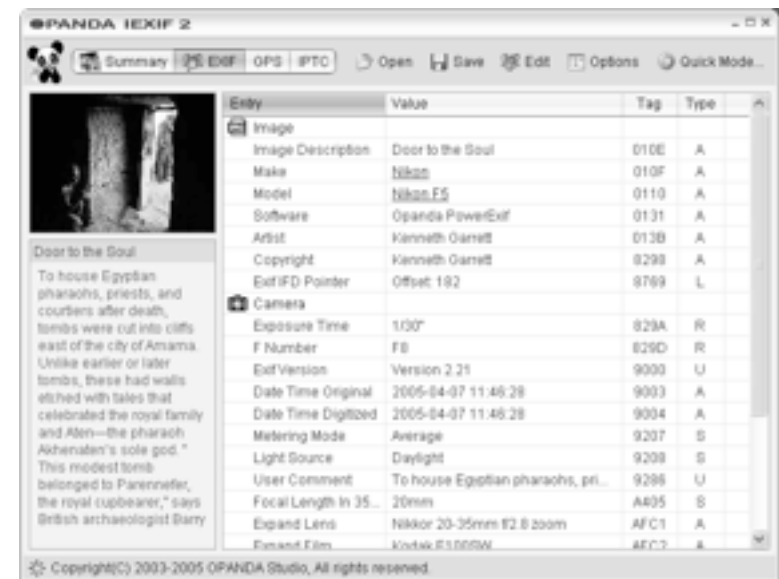 OPANDA IEXIF 2
Summary EXIF GPS IPTC Open Save Edit Options Quick Mode...
Entry Value Tag Type
Image
Image Description Door to the Soul 010E A
Make Nikon 010F A
Model Nikon F5 0110 A
Software Opanda PowerExif 0131 A
Artist Kenneth Garrett 013B A
Copyright Kenneth Garrett 8298 A
Exif IFD Pointer Offset: 182 8769 L
Camera
Exposure Time 1/30" 829A R
F Number F8 829D R
Exif Version Version 2.21 9000 U
Date Time Original 2005-04-07 11:46:28 9003 A
Date Time Digitized 2005-04-07 11:46:28 9004 A
Metering Mode Average 9207 S
Light Source Daylight 9208 S
User Comment To house Egyptian pharaohs, pri... 9286 U
Focal Length In 35... 20mm A405 S
Expand Lens Nikkor 20-35mm f/2.8 zoom AFC1 A
Expand Film Kodak E100SW AFC2 A
Door to the Soul
To house Egyptian
pharaohs, priests, and
courtiers after death,
tombs were cut into cliffs
east of the city of Amarna.
Unlike earlier or later
tombs, these had walls
etched with tales that
celebrated the royal family
and Aten—the pharaoh
Akhenaten's sole god. "
This modest tomb
belonged to Parennefer,
the royal cupbearer," says
British archaeologist Barry
Copyright(C) 2003-2005 OPANDA Studio, All rights reserved.